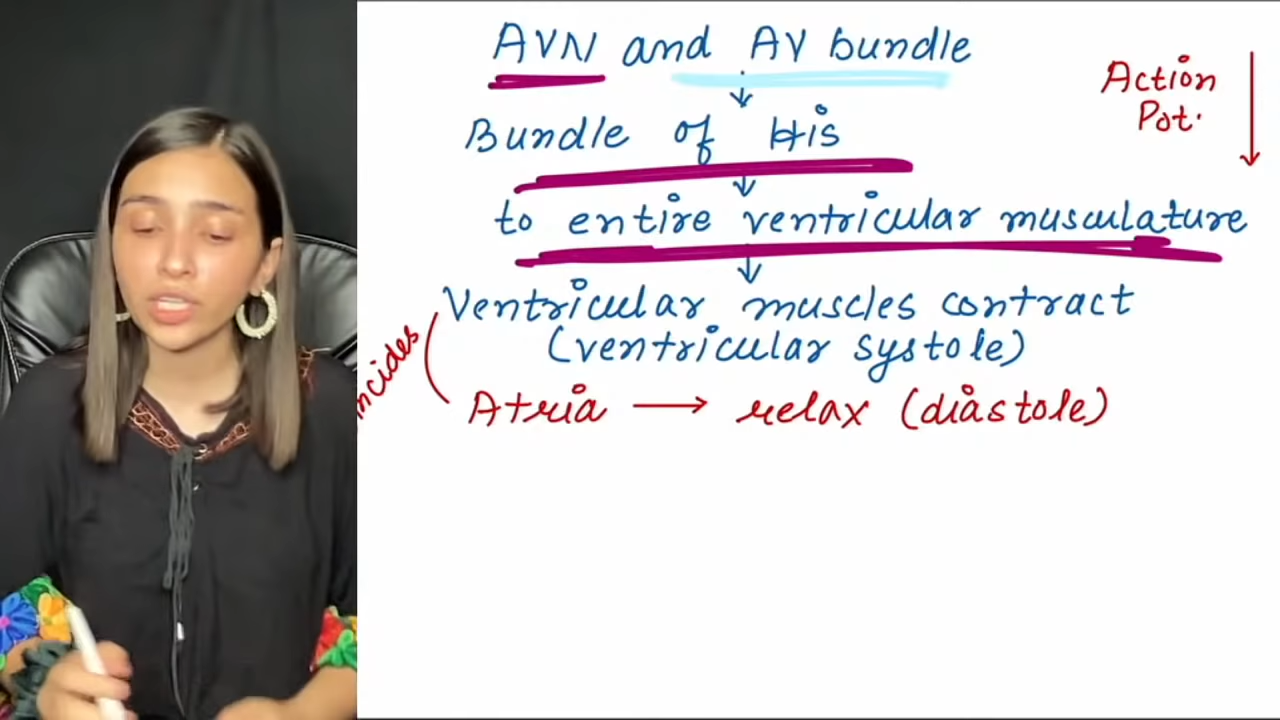 AVN and AV bundle
Action
Pot.
Bundle of His
to entire ventricular musculature
Ventricular muscles contract
(ventricular systole)
Atria → relax (diastole)